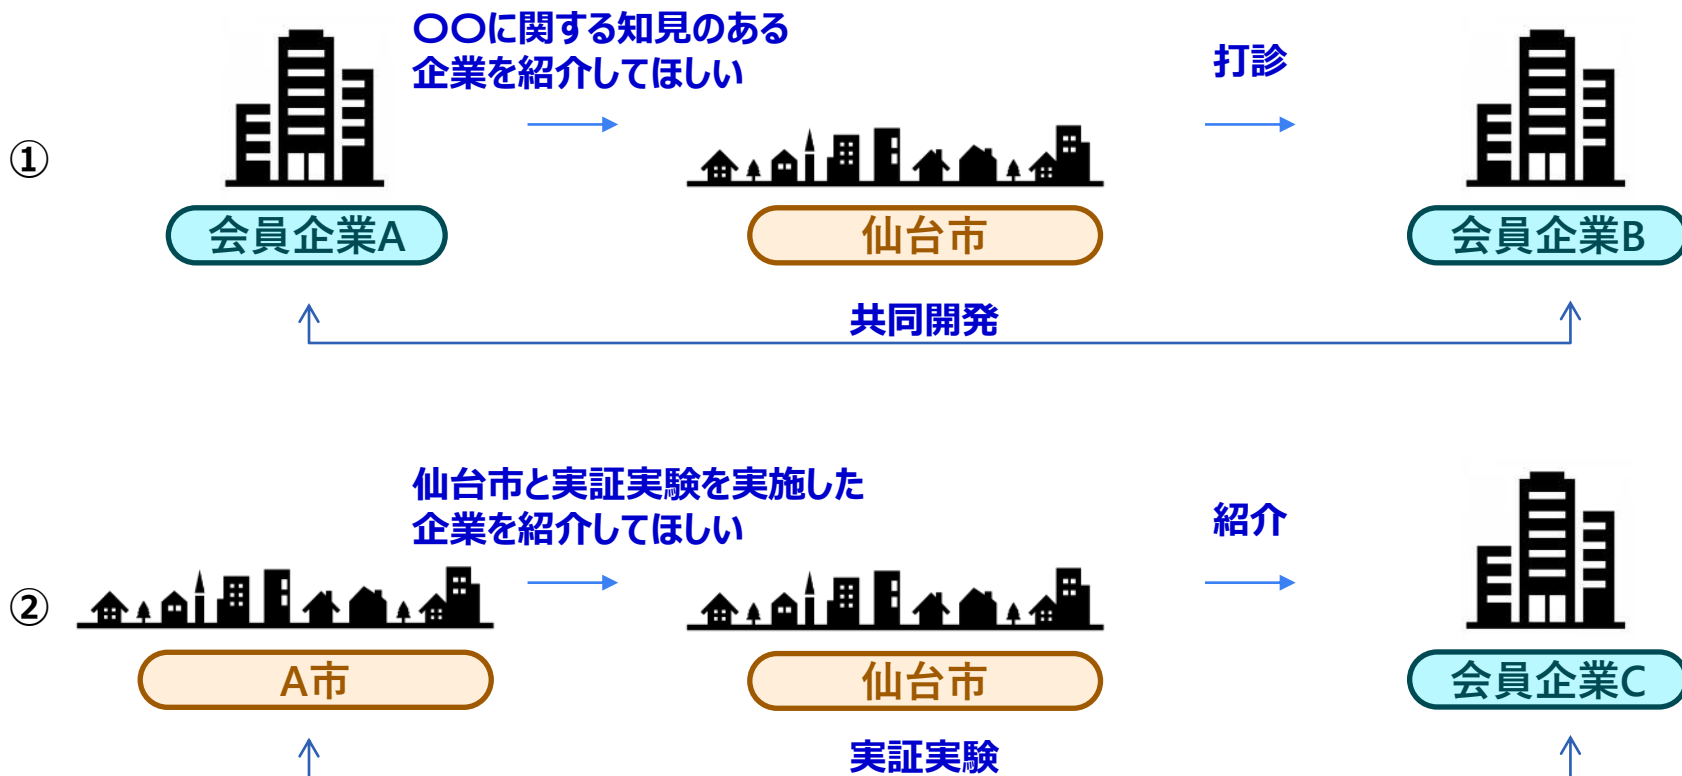 〇〇に関する知見のある
企業を紹介してほしい
打診
①
会員企業A
仙台市
会員企業B
共同開発
仙台市と実証実験を実施した
企業を紹介してほしい
紹介
②
A市
仙台市
会員企業C
実証実験